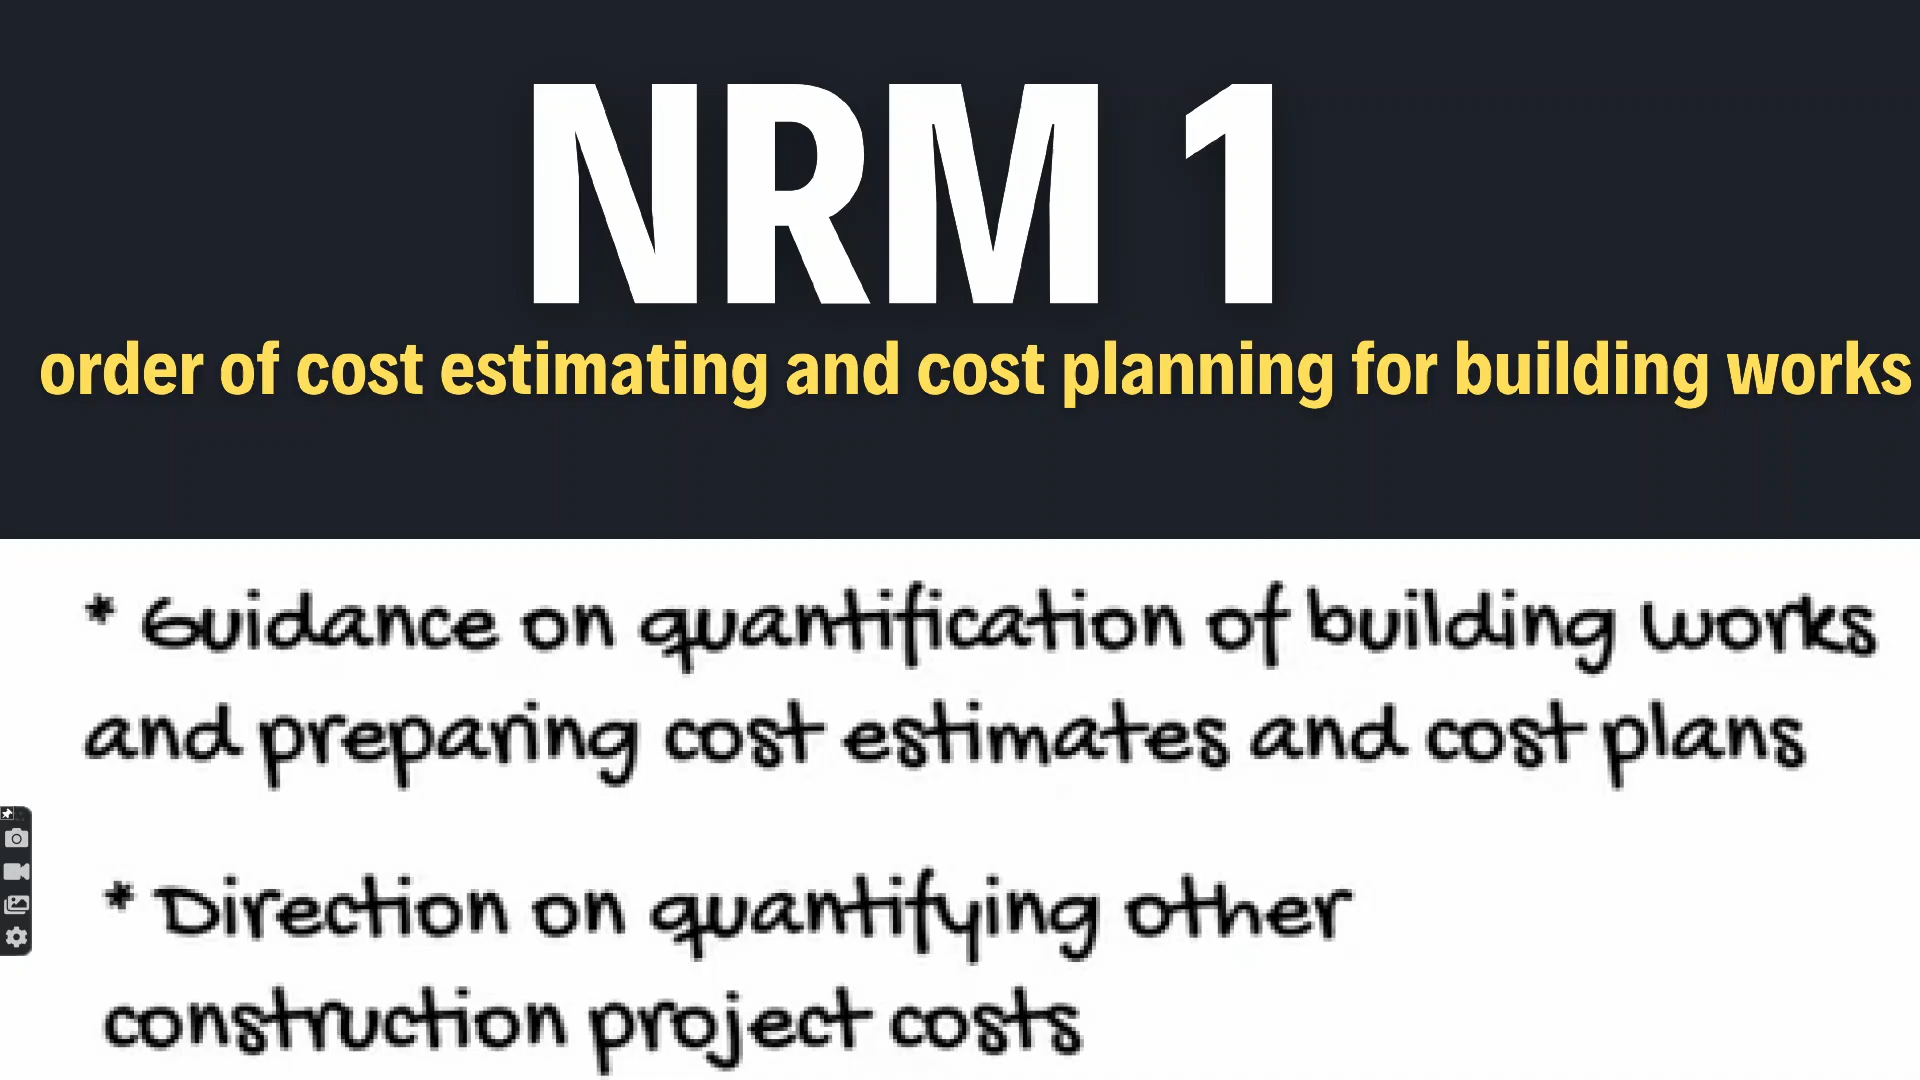 NRM 1
order of cost estimating and cost planning for building works
* Guidance on quantification of building works
and preparing cost estimates and cost plans
* Direction on quantifying other
construction project costs